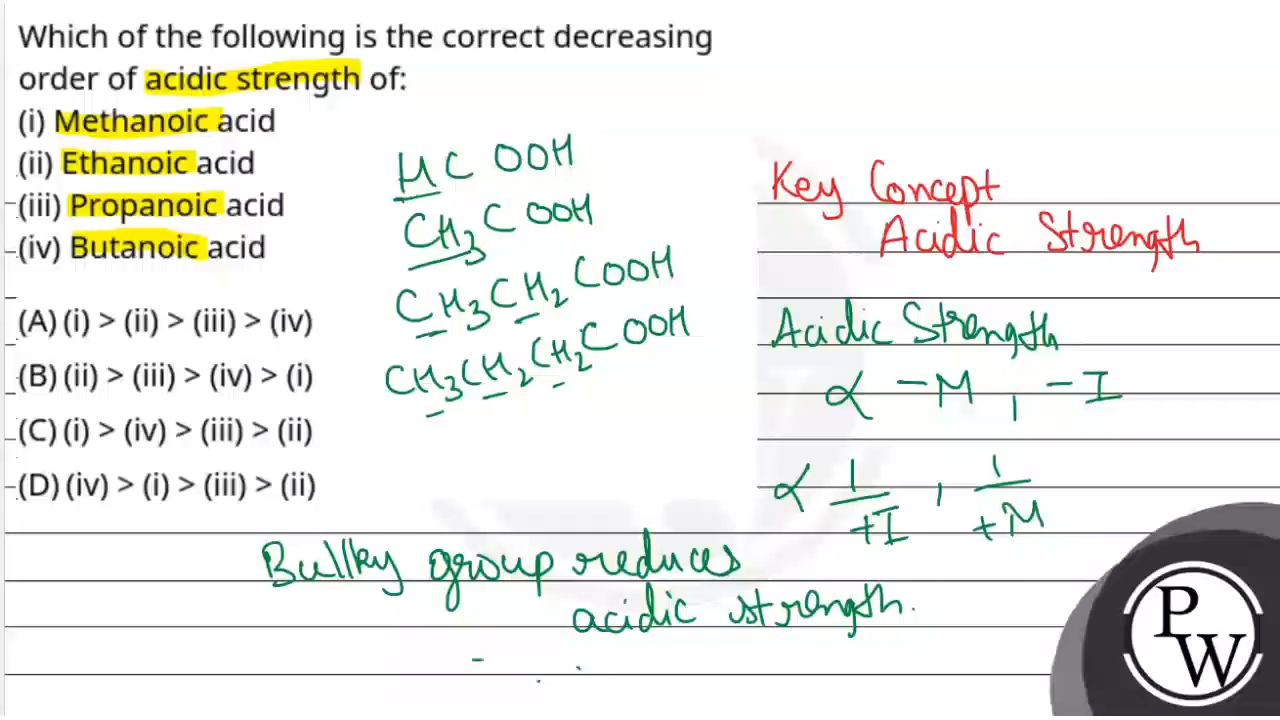 Which of the following is the correct decreasing
order of acidic strength of:
(i) Methanoic acid
(ii) Ethanoic acid
(iii) Propanoic acid
(iv) Butanoic acid
(A) (i) > (ii) > (iii) > (iv)
(B) (ii) > (iii) > (iv) > (i)
(C) (i) > (iv) > (iii) > (ii)
(D) (iv) > (i) > (iii) > (ii)
HCOOH
CH₃COOH
CH₃CH₂COOH
CH₃CH₂CH₂COOH
Key Concept
Acidic Strength
Acidic Strength
∝ -M, -I
∝ 1/+I, 1/+M
Bulky group reduces
acidic strength.
P
W